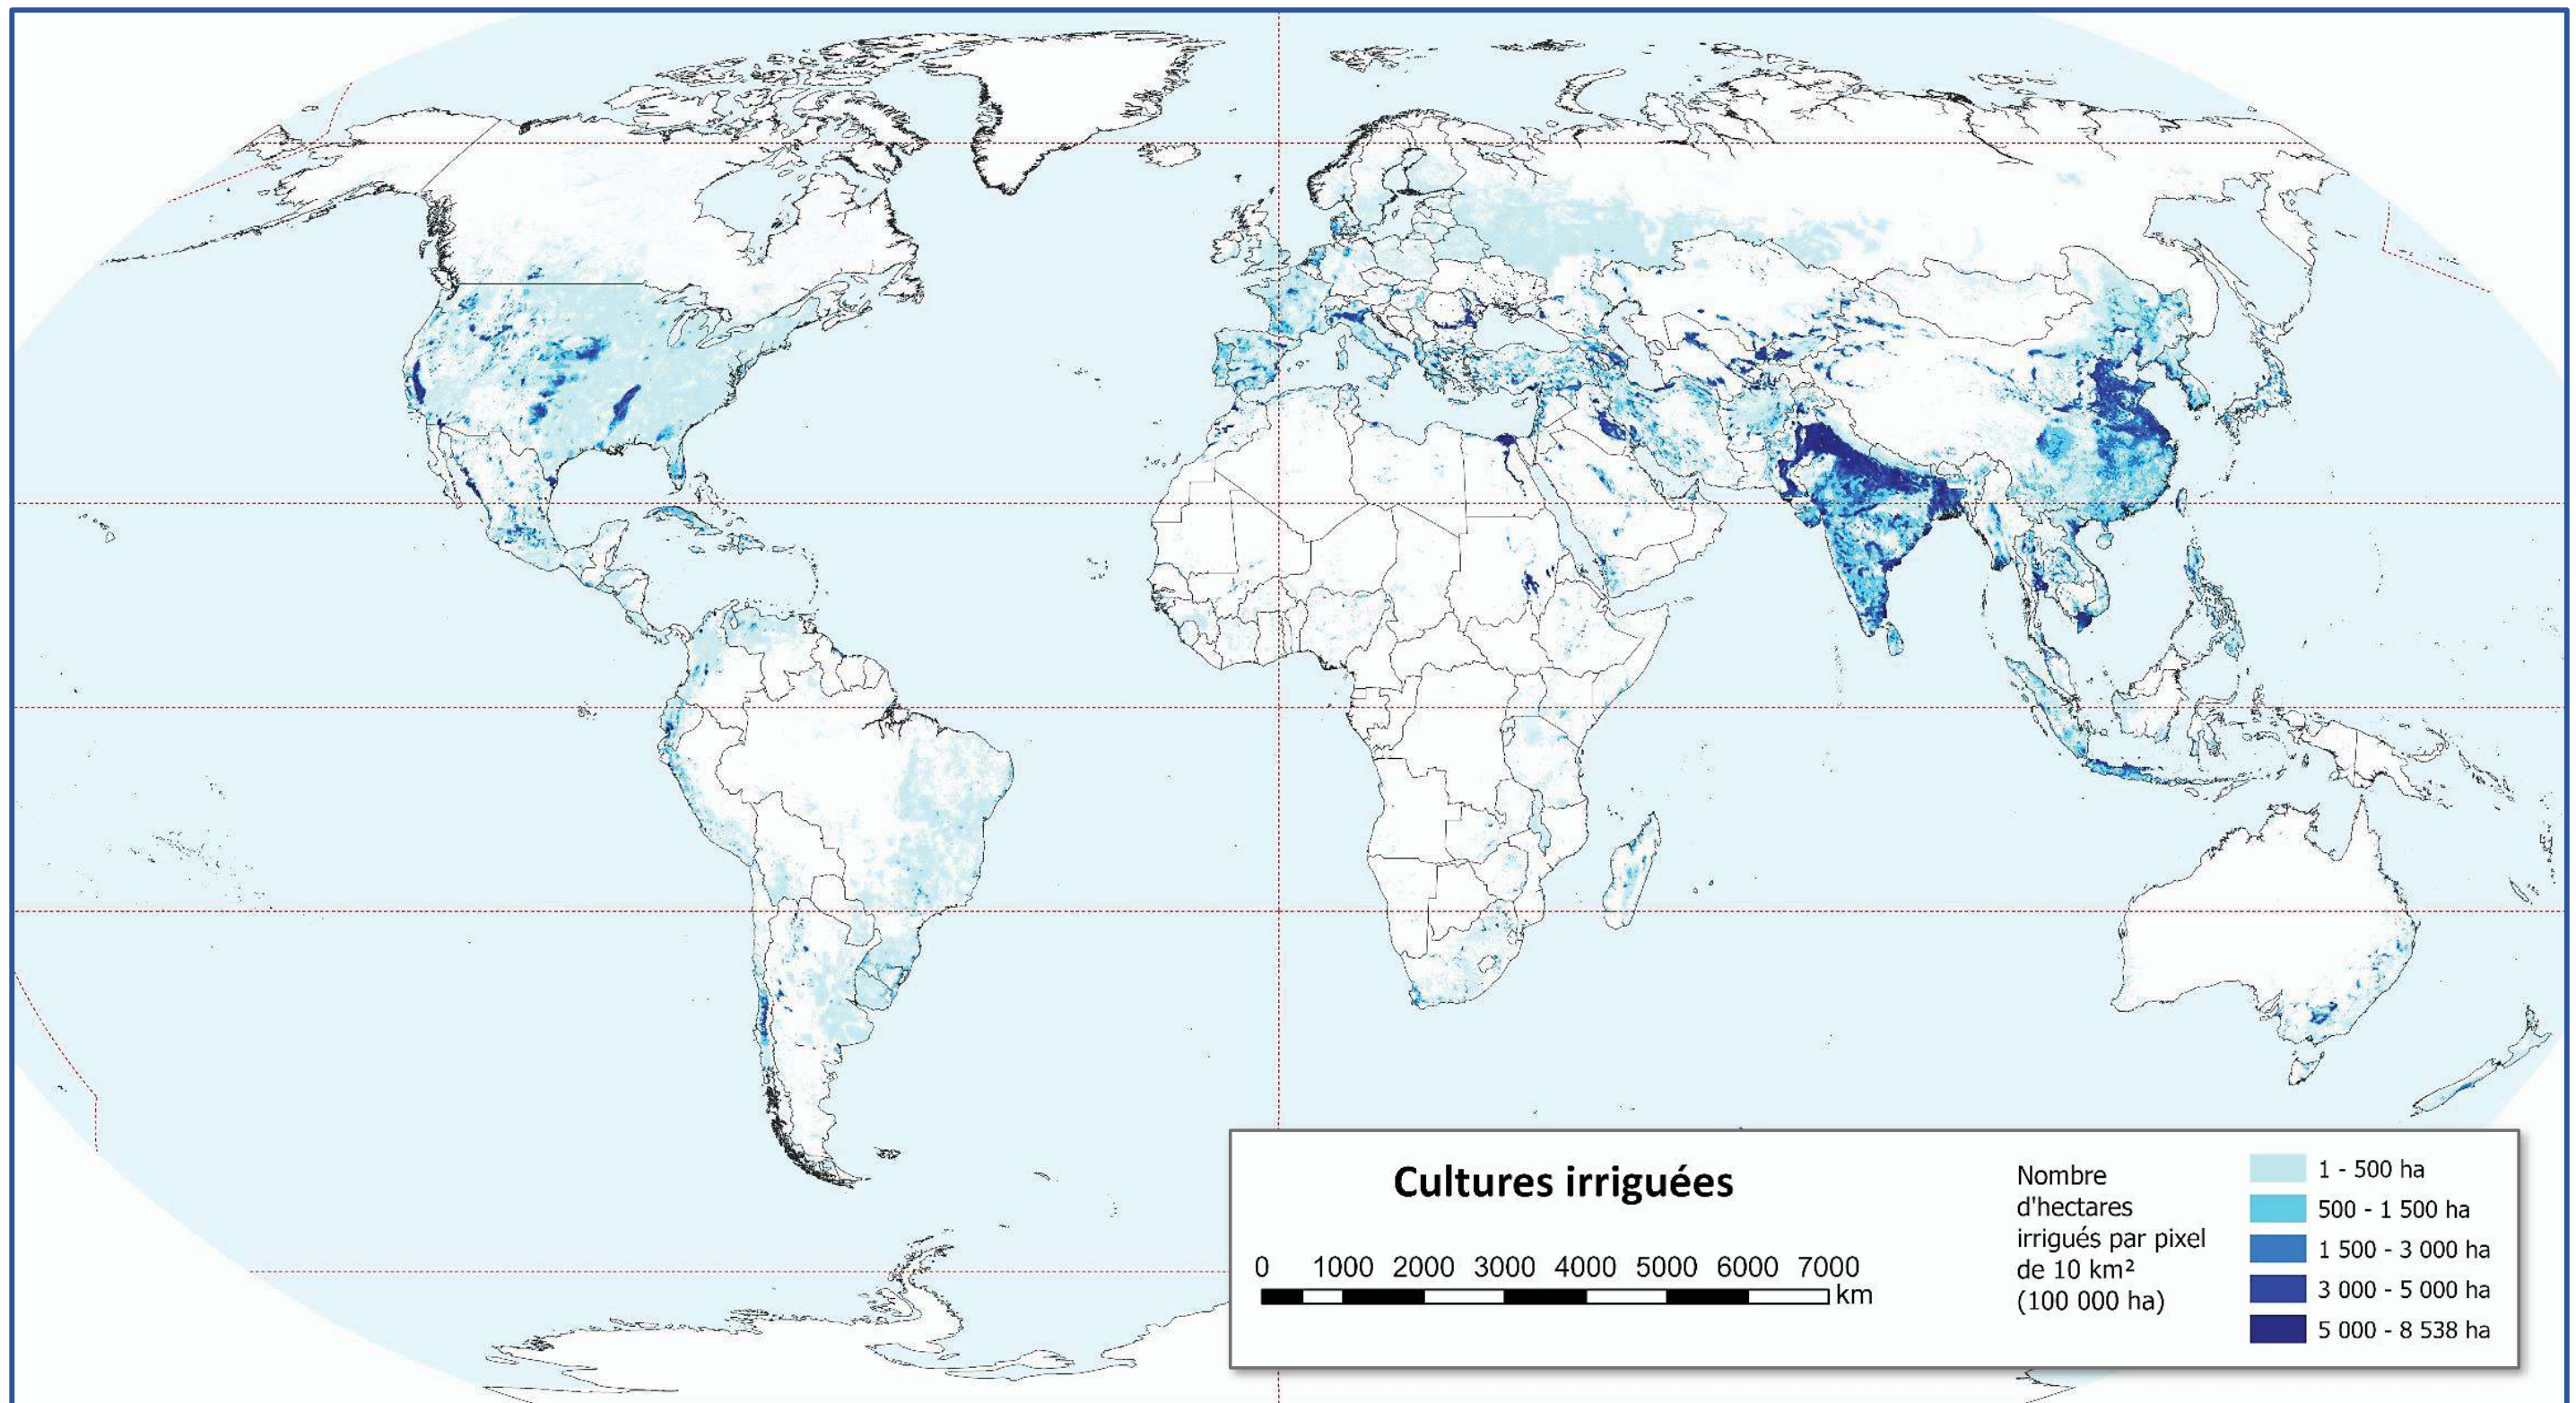 Cultures irriguées
0 1000 2000 3000 4000 5000 6000 7000
km
Nombre
d'hectares
irrigués par pixel
de 10 km²
(100 000 ha)
1 - 500 ha
500 - 1 500 ha
1 500 - 3 000 ha
3 000 - 5 000 ha
5 000 - 8 538 ha